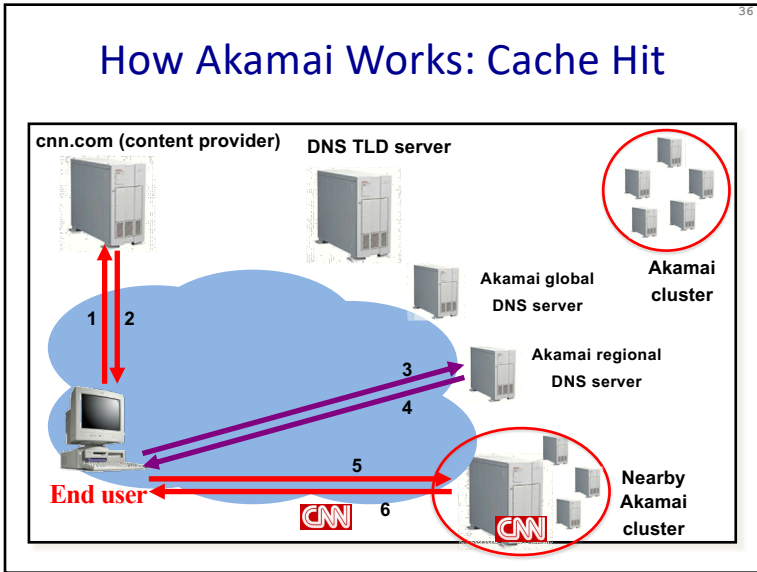 36
How Akamai Works: Cache Hit
cnn.com (content provider)
DNS TLD server
Akamai
cluster
Akamai global
DNS server
1
2
Akamai regional
DNS server
3
4
5
End user
6
CNN
CNN
Nearby
Akamai
cluster